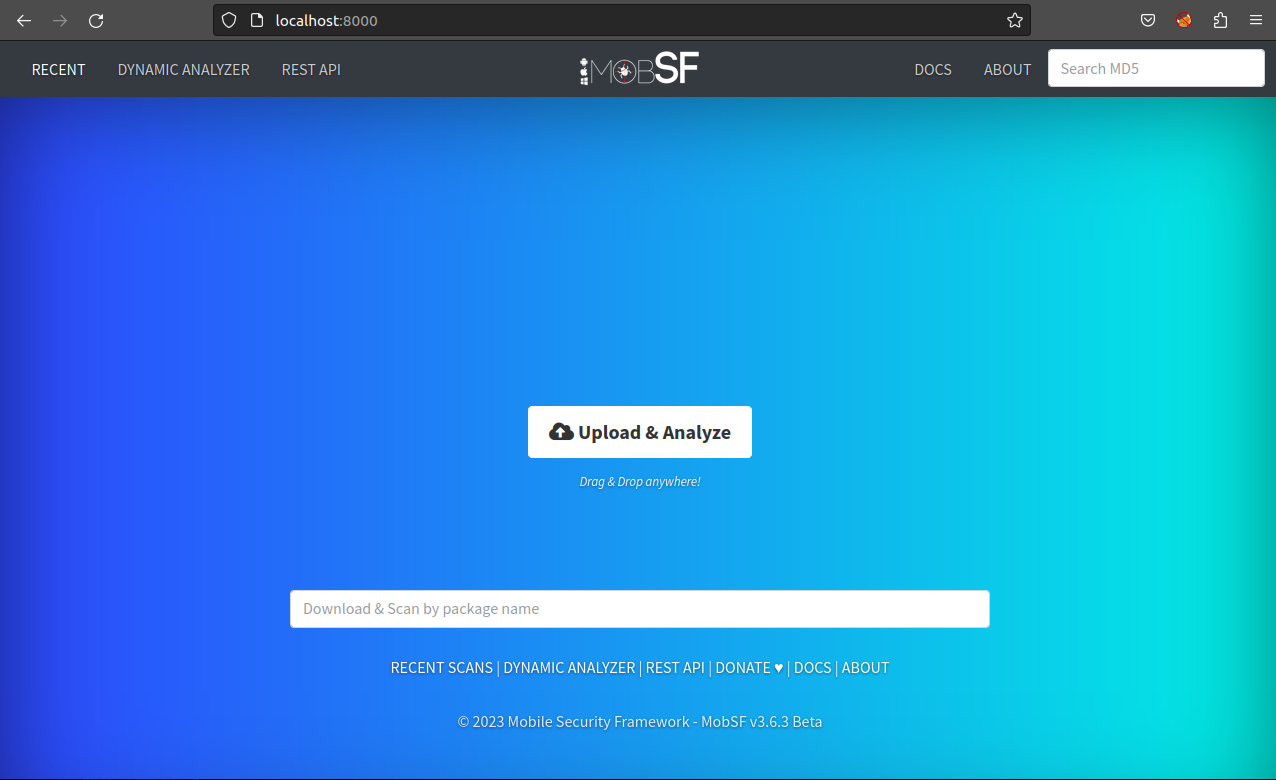 localhost:8000
RECENT DYNAMIC ANALYZER REST API MOBSF DOCS ABOUT Search MD5
Upload & Analyze
Drag & Drop anywhere!
Download & Scan by package name
RECENT SCANS | DYNAMIC ANALYZER | REST API | DONATE ♥ | DOCS | ABOUT
© 2023 Mobile Security Framework - MobSF v3.6.3 Beta